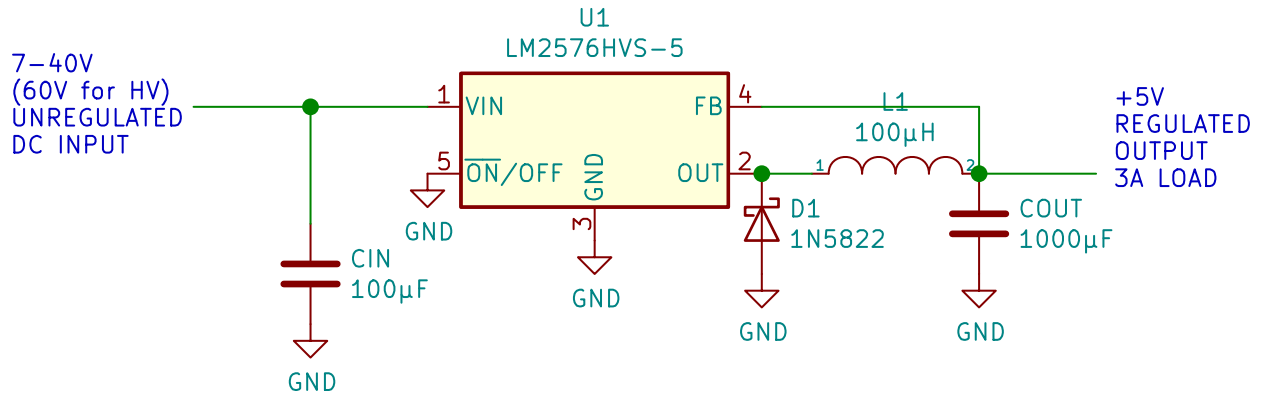 U1
LM2576HVS-5
7-40V
(60V for HV)
UNREGULATED
DC INPUT
1
VIN
FB
4
L1
100µH
+5V
REGULATED
OUTPUT
3A LOAD
5
ON/OFF
GND
OUT
2
1
2
GND
3
D1
1N5822
COUT
1000µF
CIN
100µF
GND
GND
GND
GND